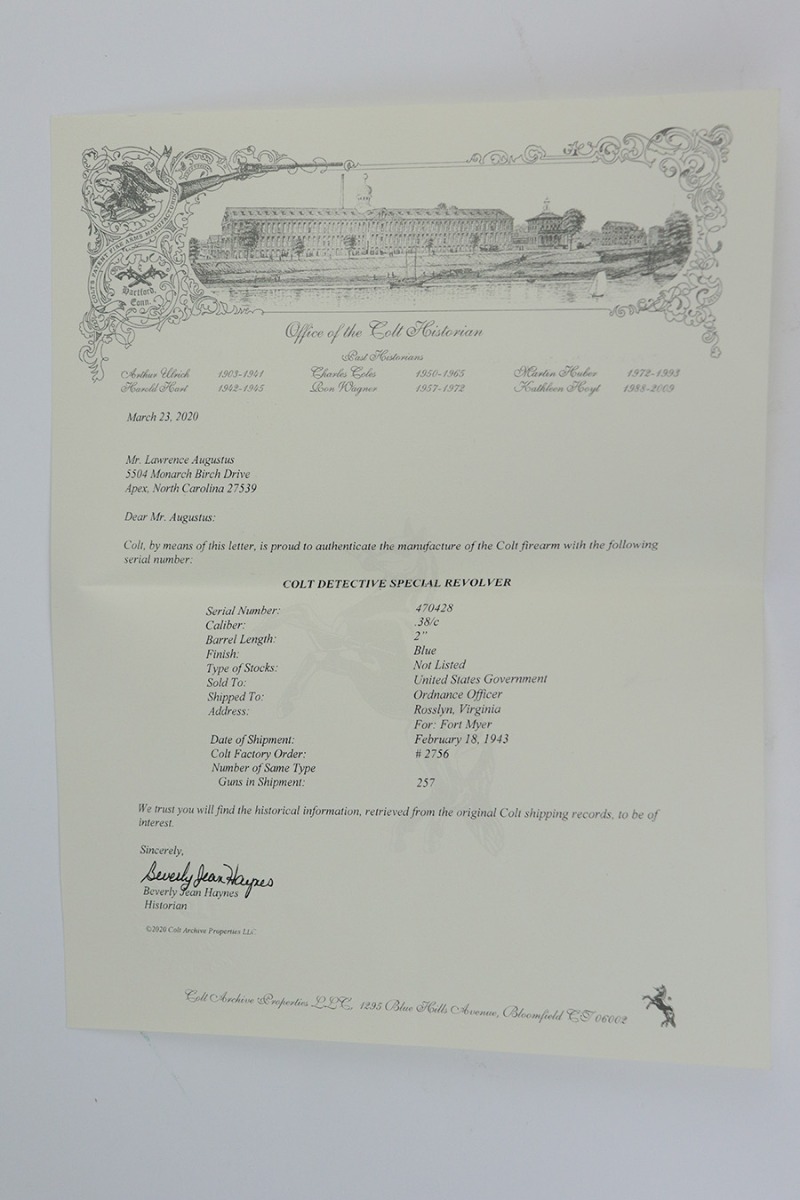 COLT'S PATENT FIRE ARMS MANUFACTURING
Hartford,
Conn.
Office of the Colt Historian
Past Historians
Arthur Ulrich 1903-1941 Charles Coles 1950-1965 Martin Huber 1972-1993
Harold Hart 1942-1945 Ron Wagner 1957-1972 Kathleen Hoyt 1988-2009
March 23, 2020
Mr. Lawrence Augustus
5504 Monarch Birch Drive
Apex, North Carolina 27539
Dear Mr. Augustus:
Colt, by means of this letter, is proud to authenticate the manufacture of the Colt firearm with the following
serial number:
COLT DETECTIVE SPECIAL REVOLVER
Serial Number: 470428
Caliber: .38/c
Barrel Length: 2"
Finish: Blue
Type of Stocks: Not Listed
Sold To: United States Government
Shipped To: Ordnance Officer
Address: Rosslyn, Virginia
For: Fort Myer
Date of Shipment: February 18, 1943
Colt Factory Order: # 2756
Number of Same Type
Guns in Shipment: 257
We trust you will find the historical information, retrieved from the original Colt shipping records, to be of
interest.
Sincerely,
Beverly Jean Haynes
Beverly Jean Haynes
Historian
©2020 Colt Archive Properties LLC
Colt Archive Properties LLC, 1295 Blue Hills Avenue, Bloomfield CT 06002